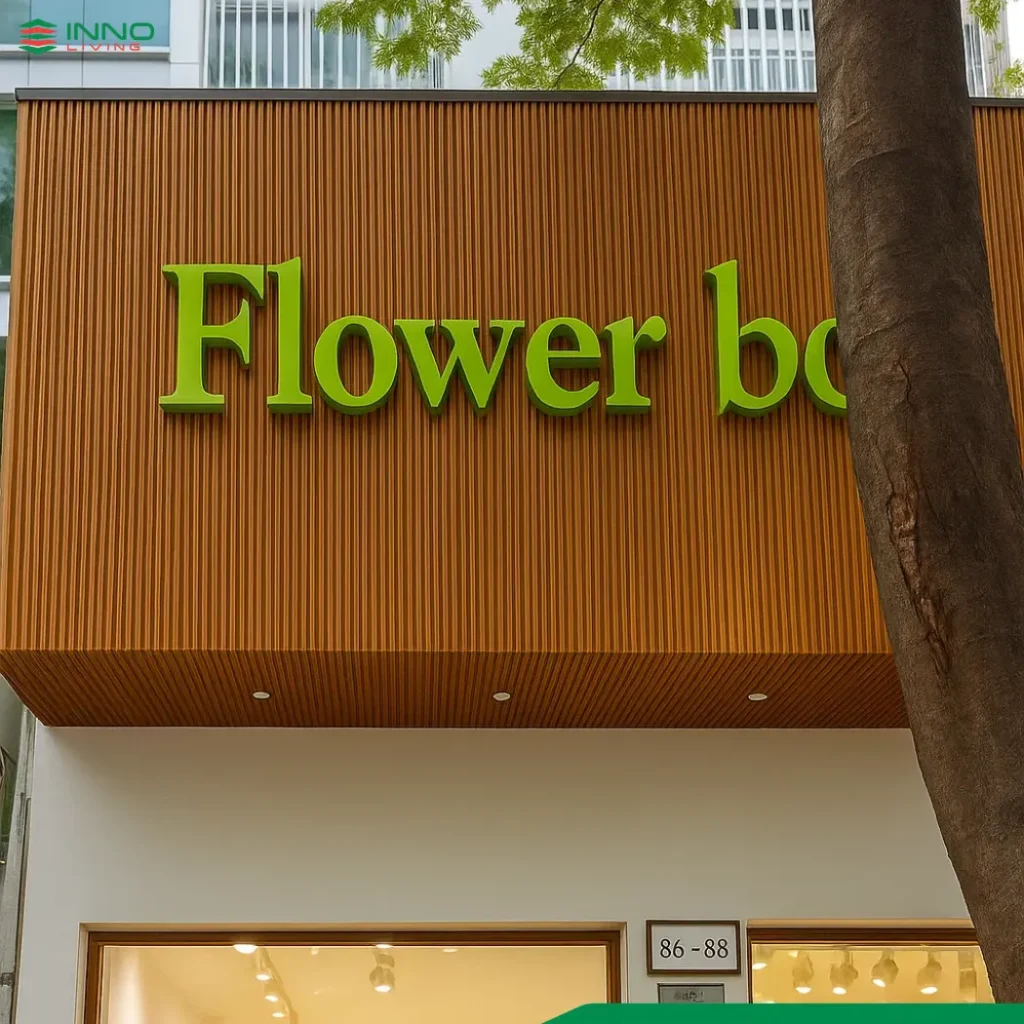 INNO
LIVING
Flower bo
86 - 88